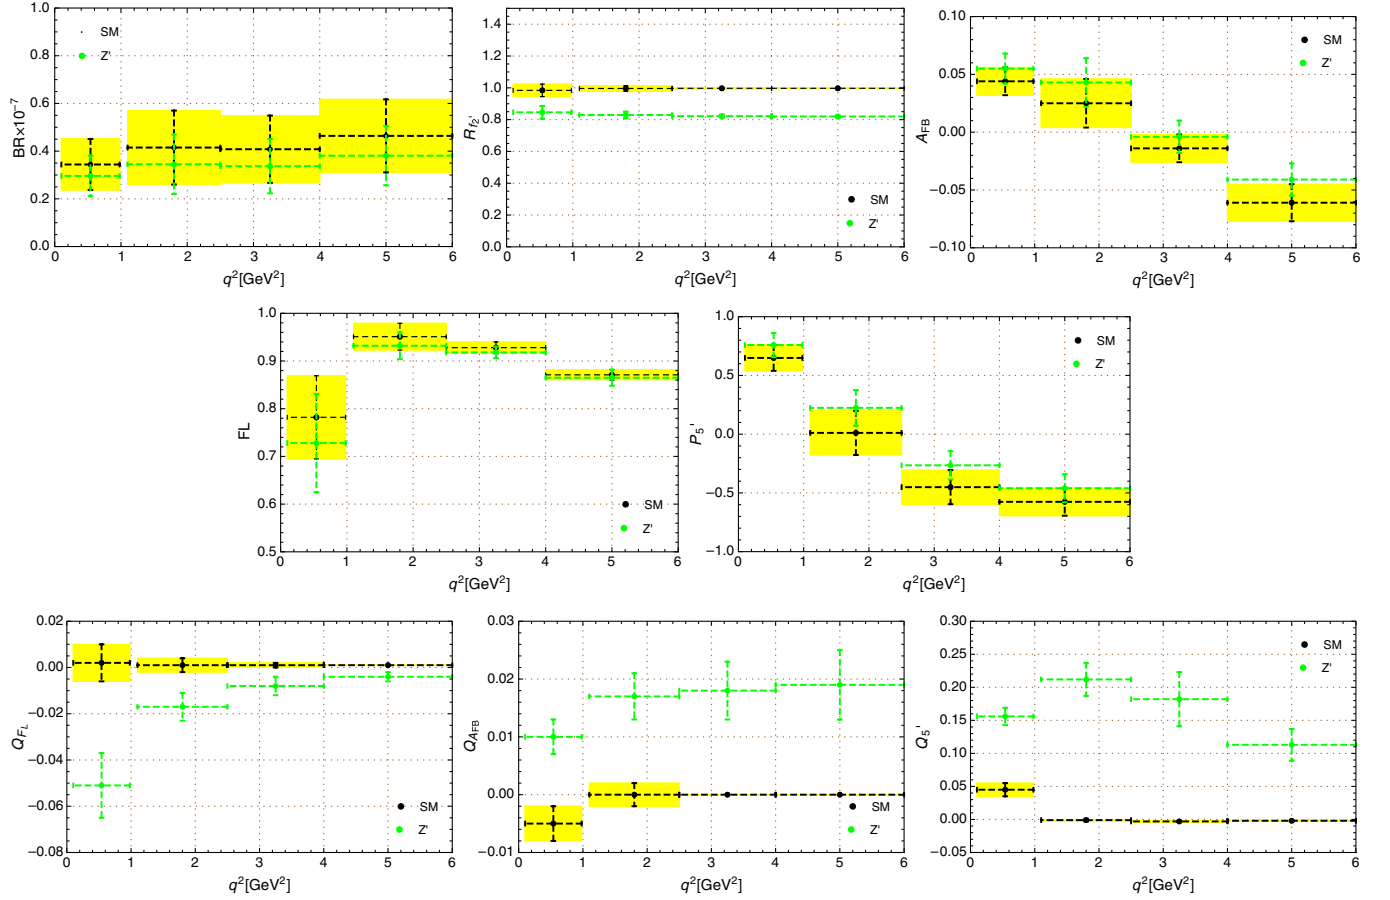 1.0
0.8
0.6
0.4
0.2
0.0
BR×10⁻⁷
SM
Z'
0 1 2 3 4 5 6
q²[GeV²]
1.4
1.2
1.0
0.8
0.6
0.4
0.2
0.0
R_f₂'
SM
Z'
0 1 2 3 4 5 6
q²[GeV²]
0.10
0.05
0.00
−0.05
−0.10
A_FB
SM
Z'
0 1 2 3 4 5 6
q²[GeV²]
1.0
0.9
0.8
0.7
0.6
0.5
FL
SM
Z'
0 1 2 3 4 5 6
q²[GeV²]
1.0
0.5
0.0
−0.5
−1.0
P₅'
SM
Z'
0 1 2 3 4 5 6
q²[GeV²]
0.02
0.00
−0.02
−0.04
−0.06
−0.08
Q_F_L
SM
Z'
0 1 2 3 4 5 6
q²[GeV²]
0.03
0.02
0.01
0.00
−0.01
Q_A_FB
SM
Z'
0 1 2 3 4 5 6
q²[GeV²]
0.30
0.25
0.20
0.15
0.10
0.05
0.00
−0.05
Q₅'
SM
Z'
0 1 2 3 4 5 6
q²[GeV²]